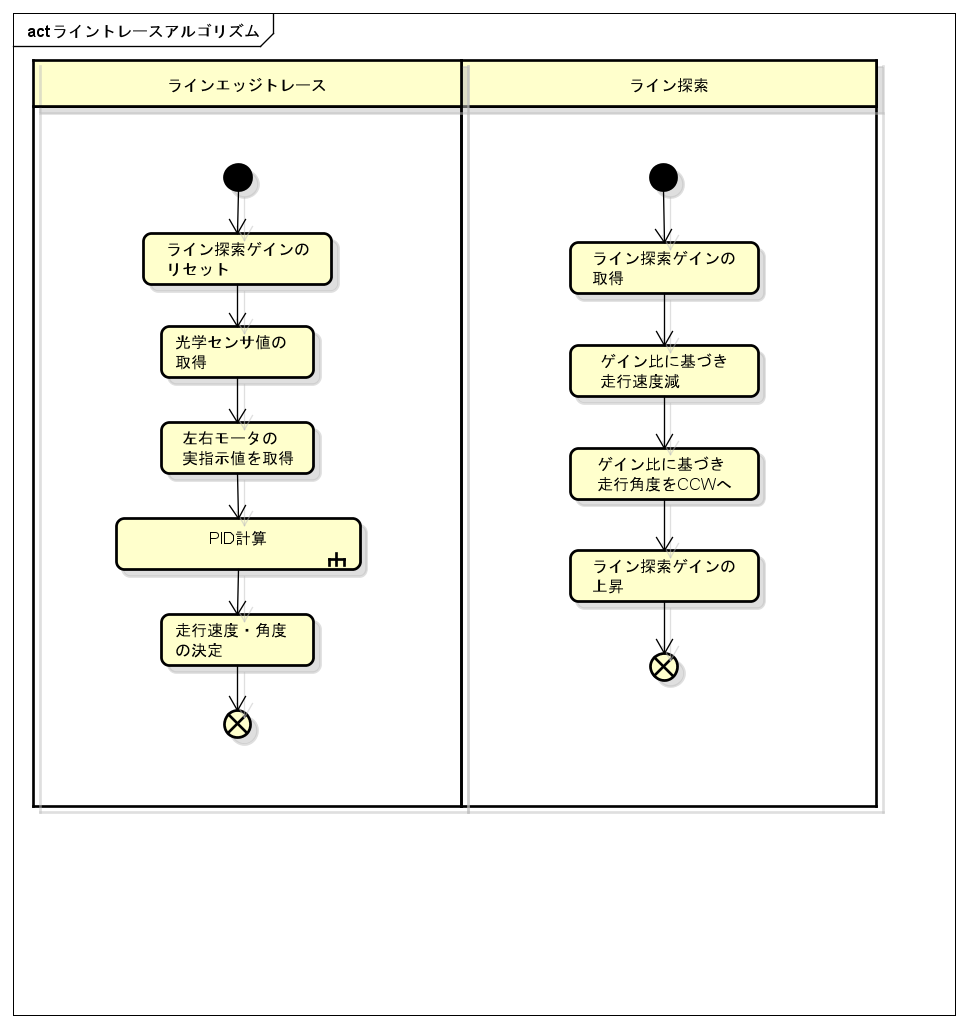 act ライントレースアルゴリズム
ラインエッジトレース
ライン探索
ライン探索ゲインの
リセット
光学センサ値の
取得
左右モータの
実指示値を取得
PID計算
走行速度・角度
の決定
ライン探索ゲインの
取得
ゲイン比に基づき
走行速度減
ゲイン比に基づき
走行角度をCCWへ
ライン探索ゲインの
上昇